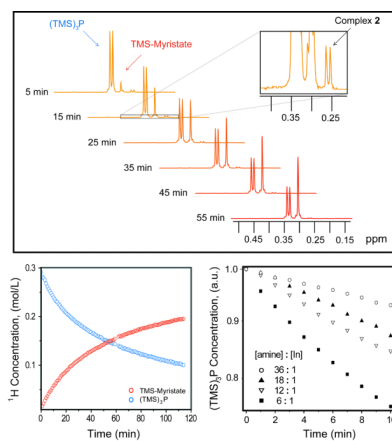 Complex 2
(TMS)₃P
TMS-Myristate
0.35 0.25
5 min
15 min
25 min
35 min
45 min
55 min
0.45 0.35 0.25 0.15 ppm
¹H Concentration, (mol/L)
0.3
0.2
0.1
0 20 40 60 80 100 120
Time (min)
TMS-Myristate
(TMS)₃P
(TMS)₃P Concentration, (a.u.)
1.0
0.9
0.8
[amine] : [In]
36 : 1
18 : 1
12 : 1
6 : 1
0 2 4 6 8 10
Time (min)